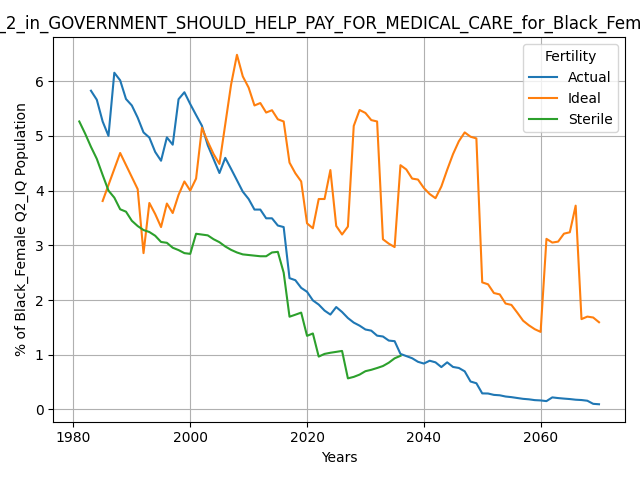 _2_in_GOVERNMENT_SHOULD_HELP_PAY_FOR_MEDICAL_CARE_for_Black_Fem
Fertility
Actual
Ideal
Sterile
% of Black_Female Q2_IQ Population
6
5
4
3
2
1
0
1980 2000 2020 2040 2060
Years